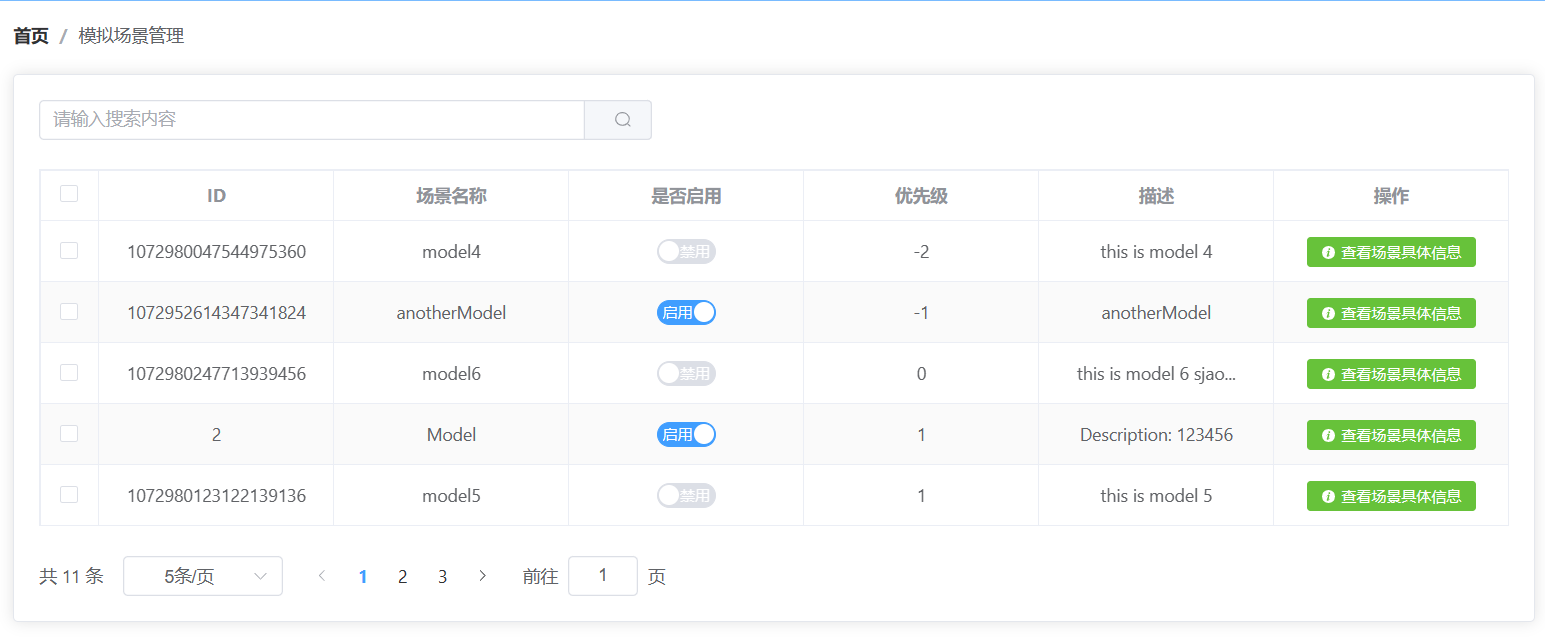 首页 / 模拟场景管理
请输入搜索内容
ID 场景名称 是否启用 优先级 描述 操作
1072980047544975360 model4 禁用 -2 this is model 4 查看场景具体信息
1072952614347341824 anotherModel 启用 -1 anotherModel 查看场景具体信息
1072980247713939456 model6 禁用 0 this is model 6 sjao... 查看场景具体信息
2 Model 启用 1 Description: 123456 查看场景具体信息
1072980123122139136 model5 禁用 1 this is model 5 查看场景具体信息
共 11 条 5条/页 1 2 3 前往 1 页